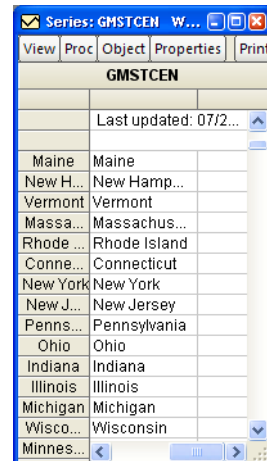 Series: GMSTCEN W...
View Proc Object Properties Print
GMSTCEN
Last updated: 07/2...
Maine Maine
New H... New Hamp...
Vermont Vermont
Massa... Massachus...
Rhode ... Rhode Island
Conne... Connecticut
New York New York
New J... New Jersey
Penns... Pennsylvania
Ohio Ohio
Indiana Indiana
Illinois Illinois
Michigan Michigan
Wisco... Wisconsin
Minnes...